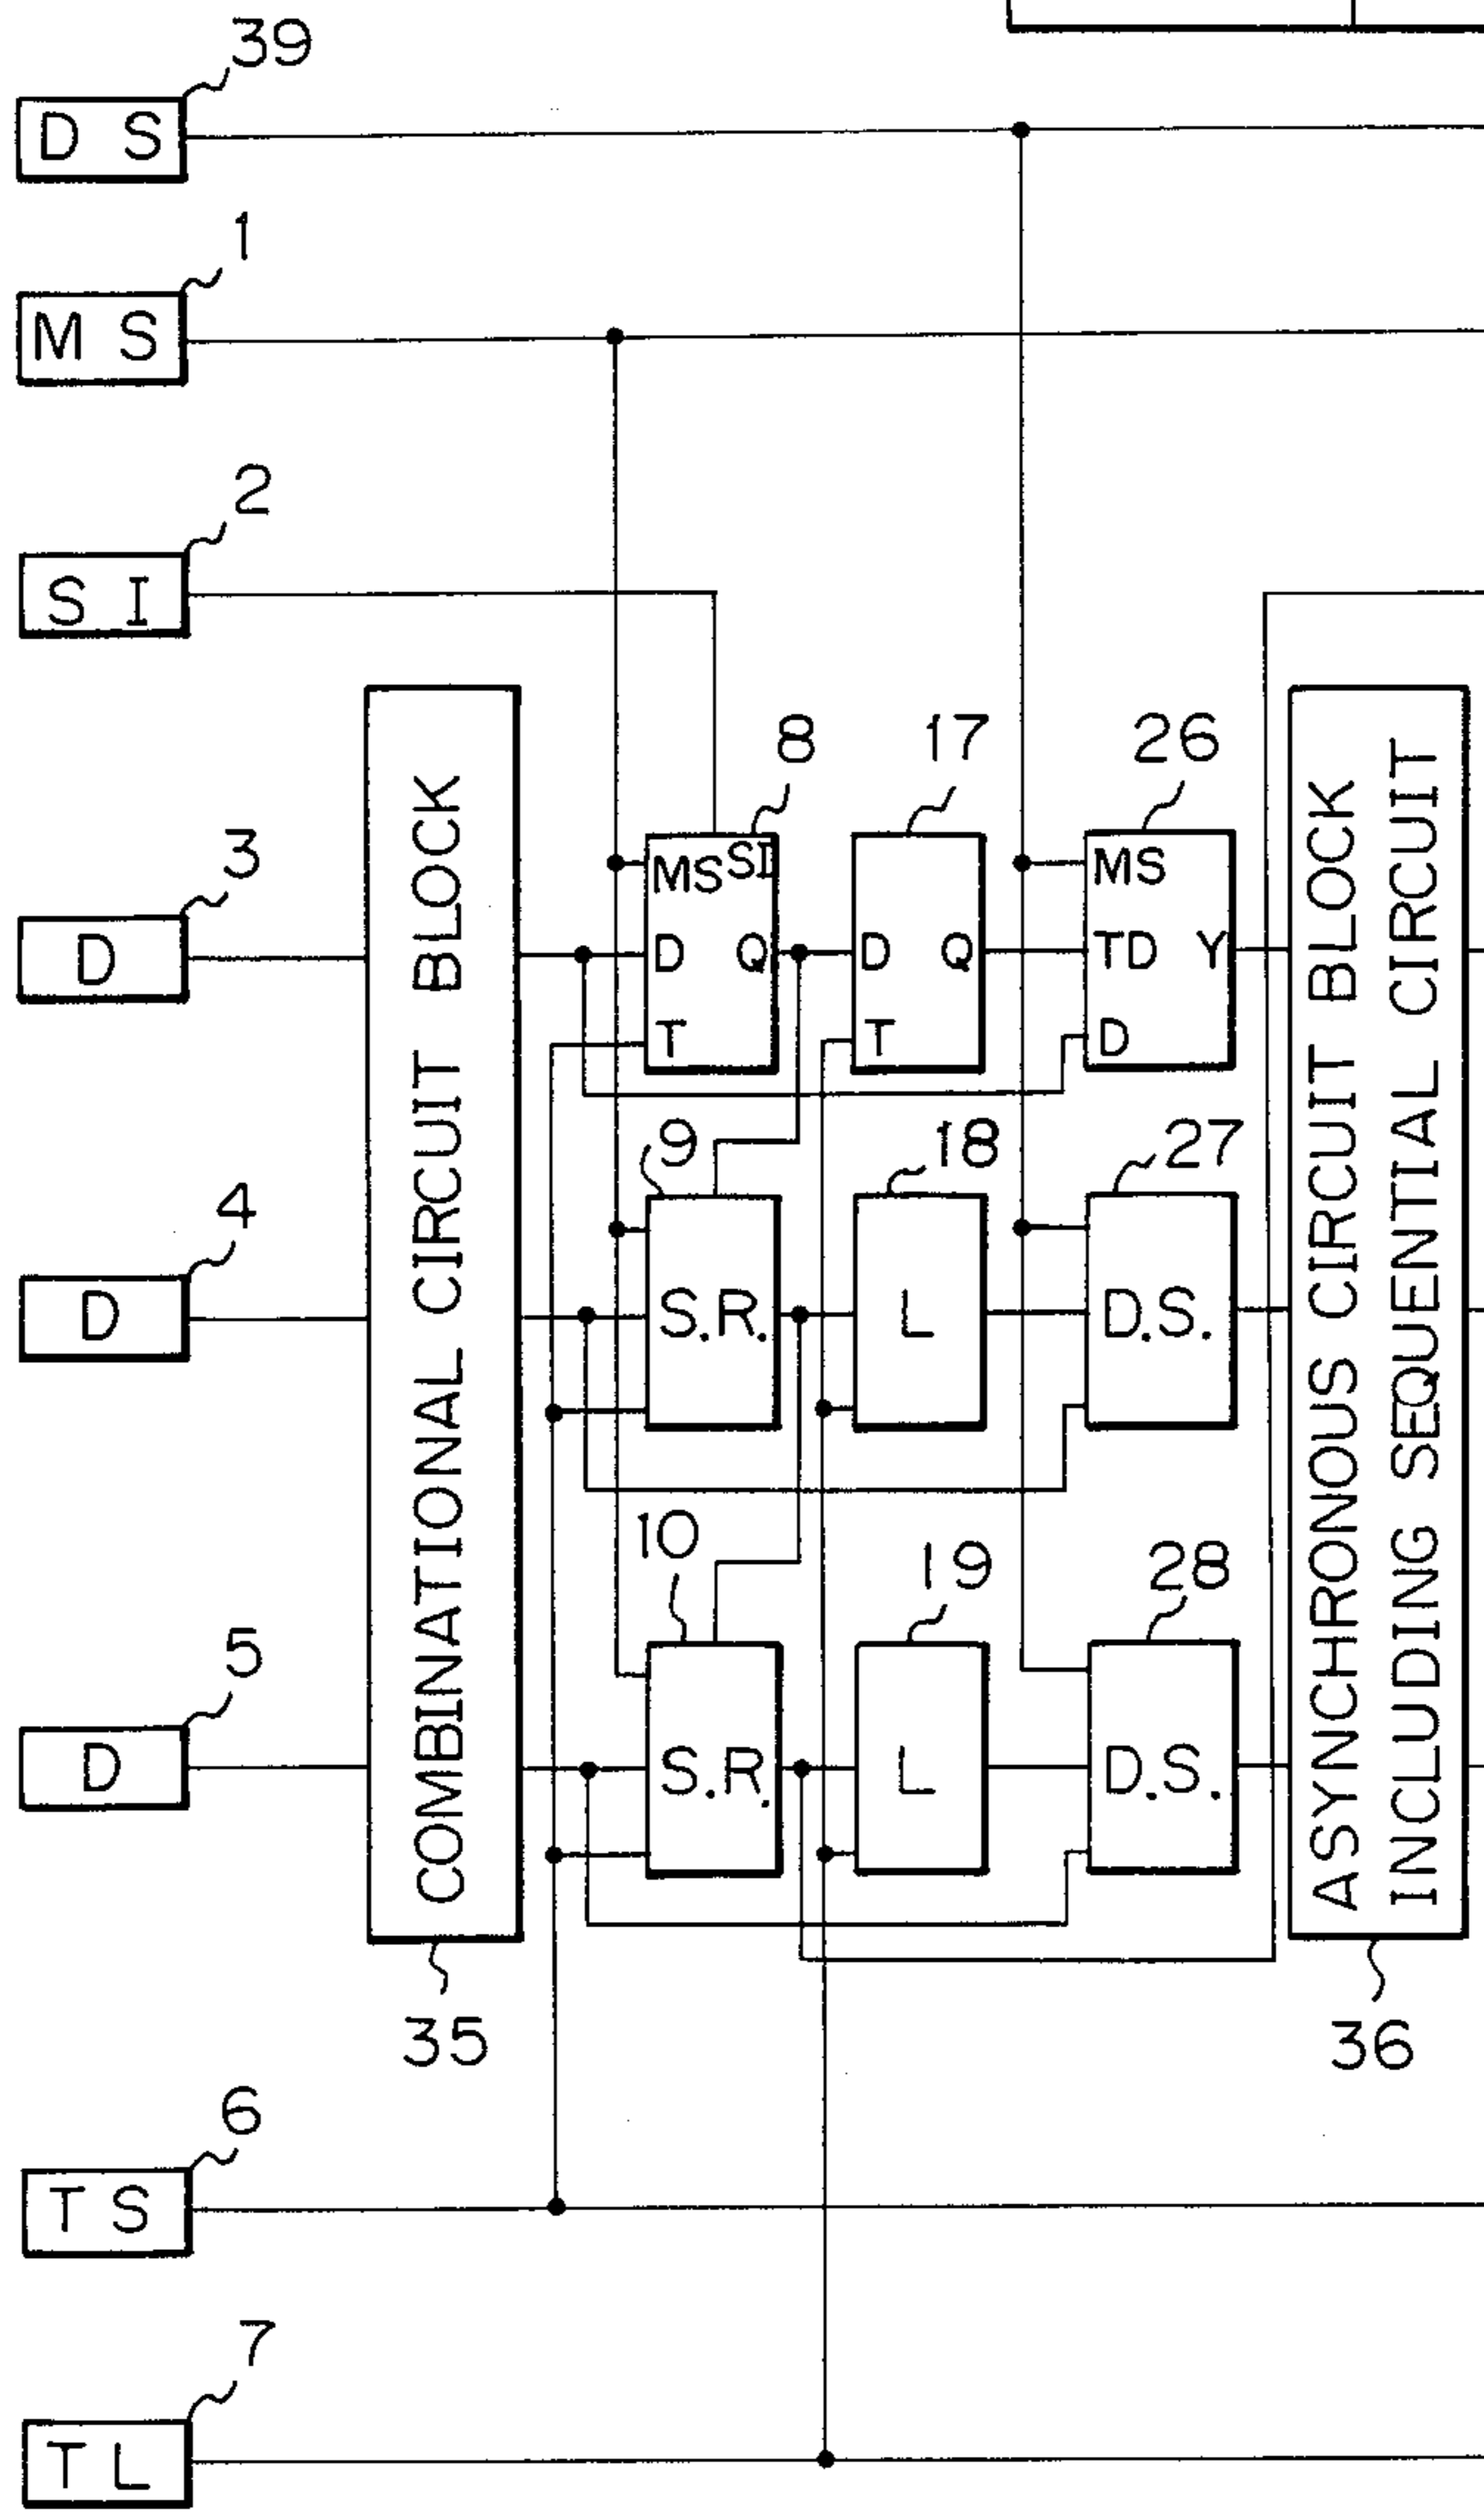 39
D S
1
M S
2
S I
8
17
26
3
D
MS SI
D Q
T
D Q
T
MS
TD Y
D
9
18
27
4
D
S.R.
L
D.S.
10
19
28
5
D
S.R.
L
D.S.
COMBINATIONAL CIRCUIT BLOCK
35
ASYNCHRONOUS CIRCUIT BLOCK
INCLUDING SEQUENTIAL CIRCUIT
36
6
T S
7
T L